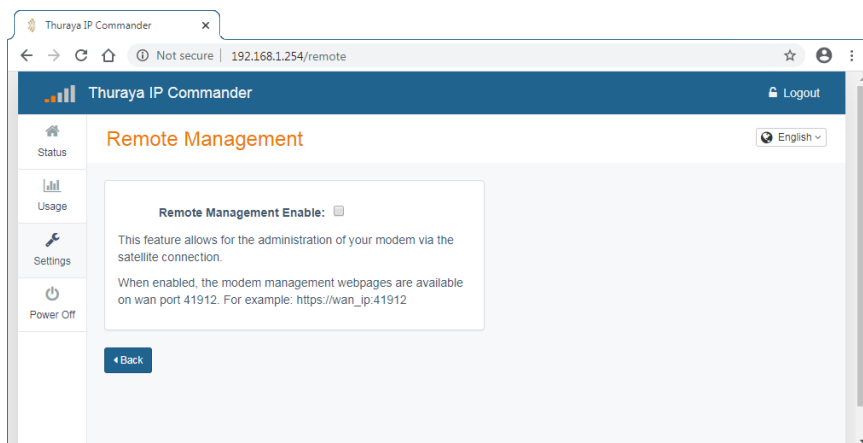 Thuraya IP Commander
Not secure | 192.168.1.254/remote
Thuraya IP Commander
Logout
Status
Remote Management
English
Usage
Remote Management Enable:
This feature allows for the administration of your modem via the
satellite connection.
Settings
When enabled, the modem management webpages are available
on wan port 41912. For example: https://wan_ip:41912
Power Off
Back